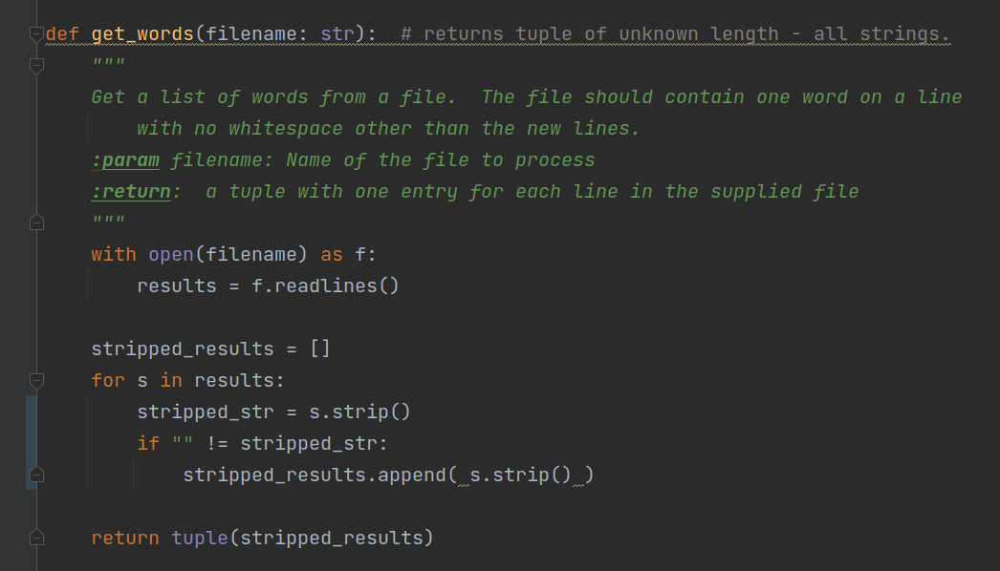 def get_words(filename: str):  # returns tuple of unknown length - all strings.
    """
    Get a list of words from a file.  The file should contain one word on a line
        with no whitespace other than the new lines.
    :param filename: Name of the file to process
    :return:  a tuple with one entry for each line in the supplied file
    """
    with open(filename) as f:
        results = f.readlines()

    stripped_results = []
    for s in results:
        stripped_str = s.strip()
        if "" != stripped_str:
            stripped_results.append( s.strip() )

    return tuple(stripped_results)